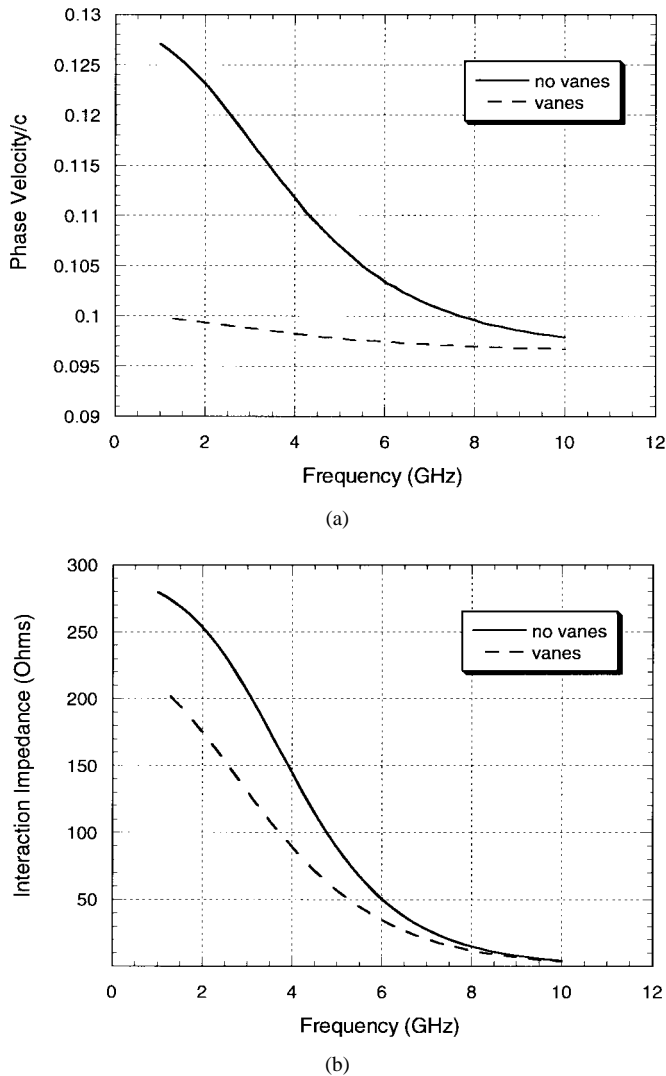 0.13
0.125
0.12
0.115
0.11
0.105
0.1
0.095
0.09
Phase Velocity/c
no vanes
vanes
0 2 4 6 8 10 12
Frequency (GHz)
(a)
300
250
200
150
100
50
Interaction Impedance (Ohms)
no vanes
vanes
0 2 4 6 8 10 12
Frequency (GHz)
(b)